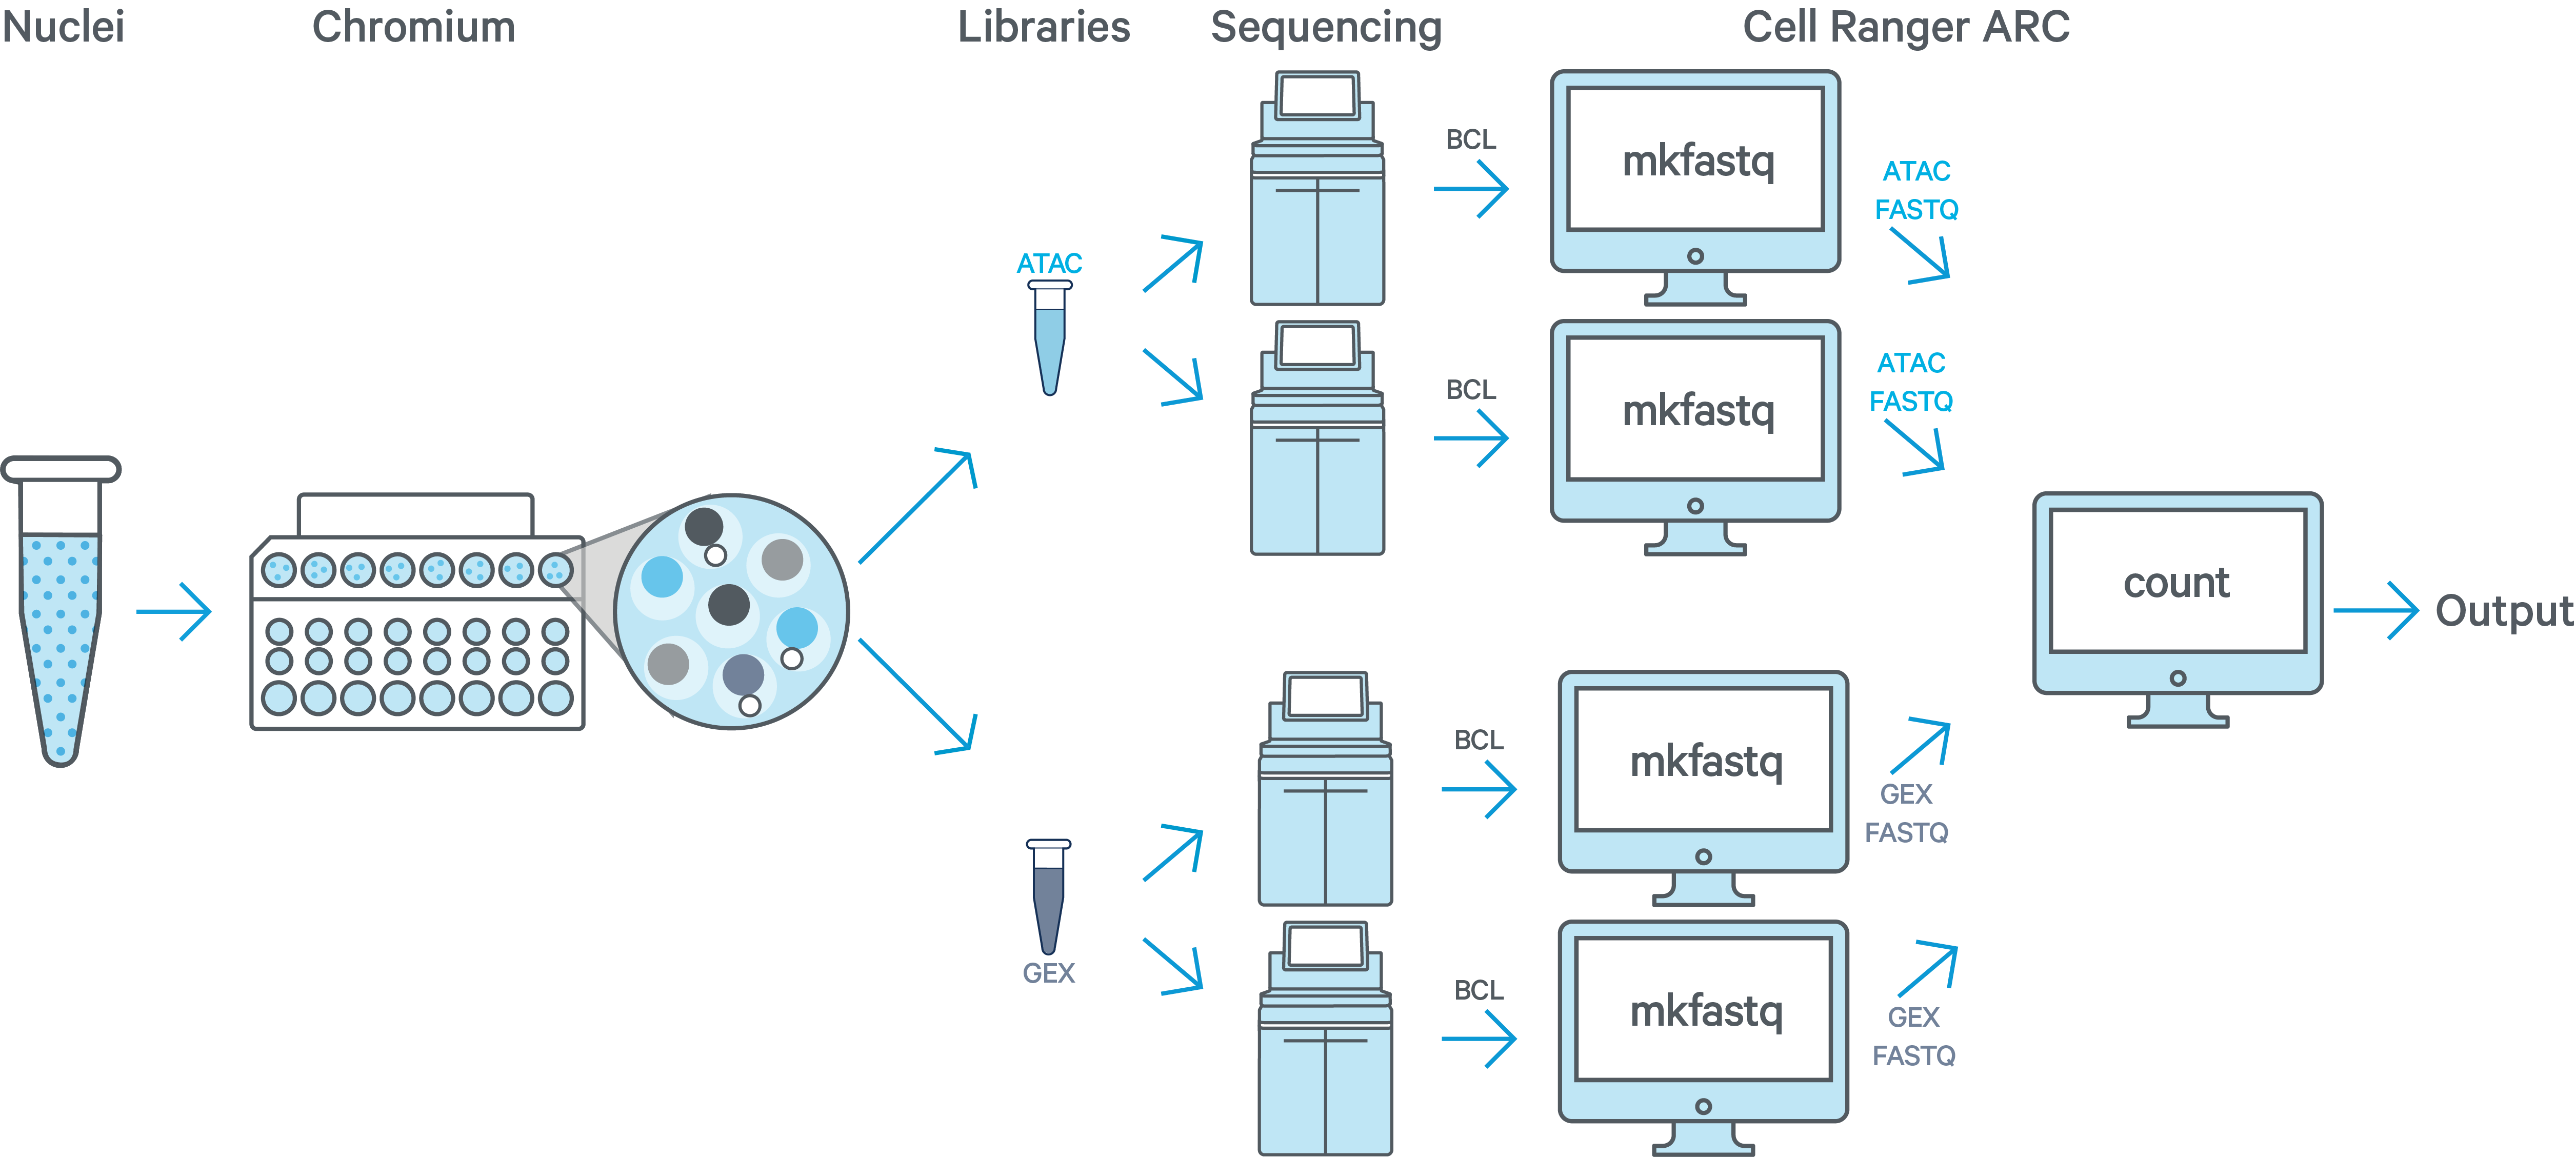 Nuclei
Chromium
Libraries
Sequencing
Cell Ranger ARC
ATAC
BCL
mkfastq
ATAC
FASTQ
BCL
mkfastq
ATAC
FASTQ
count
Output
GEX
BCL
mkfastq
GEX
FASTQ
BCL
mkfastq
GEX
FASTQ